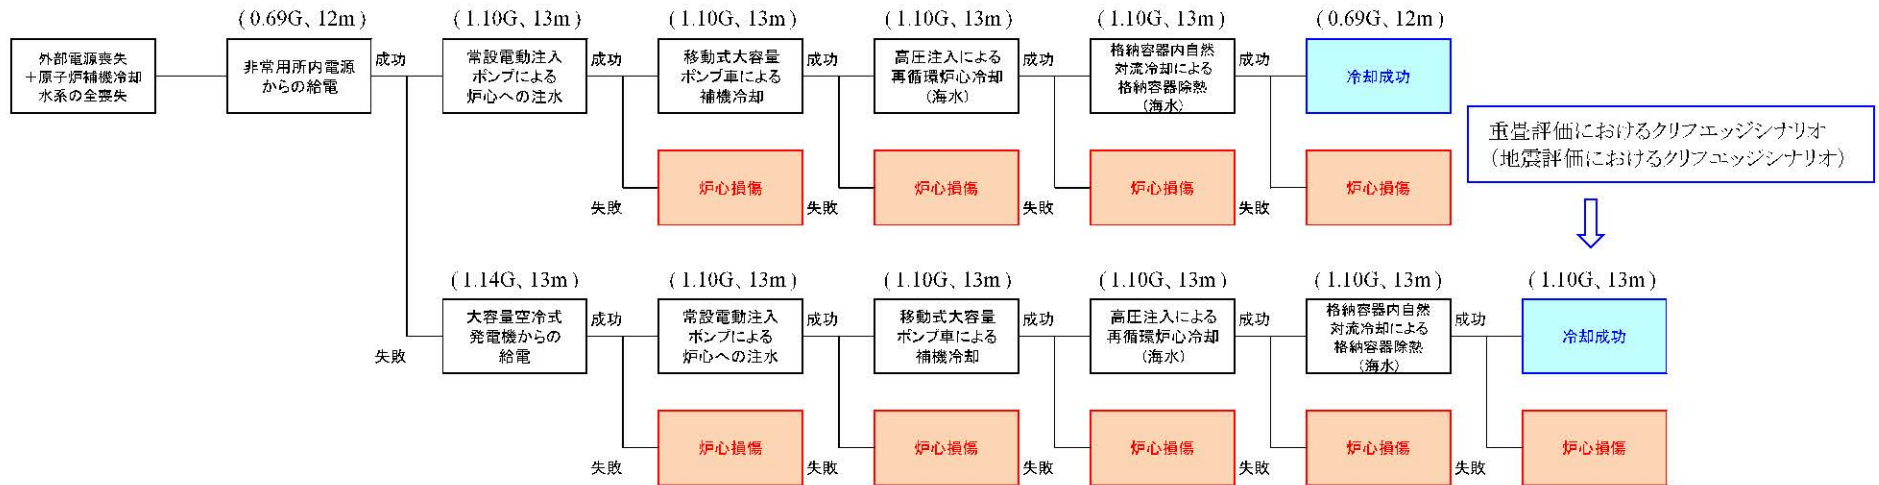 (0.69G、12m)
(1.10G、13m)
(1.10G、13m)
(1.10G、13m)
(1.10G、13m)
(0.69G、12m)
外部電源喪失
+原子炉補機冷却
水系の全喪失
非常用所内電源
からの給電
成功
常設電動注入
ポンプによる
炉心への注水
成功
移動式大容量
ポンプ車による
補機冷却
成功
高圧注入による
再循環炉心冷却
(海水)
成功
格納容器内自然
対流冷却による
格納容器除熱
(海水)
成功
冷却成功
重畳評価におけるクリフエッジシナリオ
(地震評価におけるクリフエッジシナリオ)
失敗
炉心損傷
失敗
炉心損傷
失敗
炉心損傷
失敗
炉心損傷
(1.14G、13m)
(1.10G、13m)
(1.10G、13m)
(1.10G、13m)
(1.10G、13m)
(1.10G、13m)
失敗
大容量空冷式
発電機からの
給電
成功
常設電動注入
ポンプによる
炉心への注水
成功
移動式大容量
ポンプ車による
補機冷却
成功
高圧注入による
再循環炉心冷却
(海水)
成功
格納容器内自然
対流冷却による
格納容器除熱
(海水)
成功
冷却成功
失敗
炉心損傷
失敗
炉心損傷
失敗
炉心損傷
失敗
炉心損傷
失敗
炉心損傷